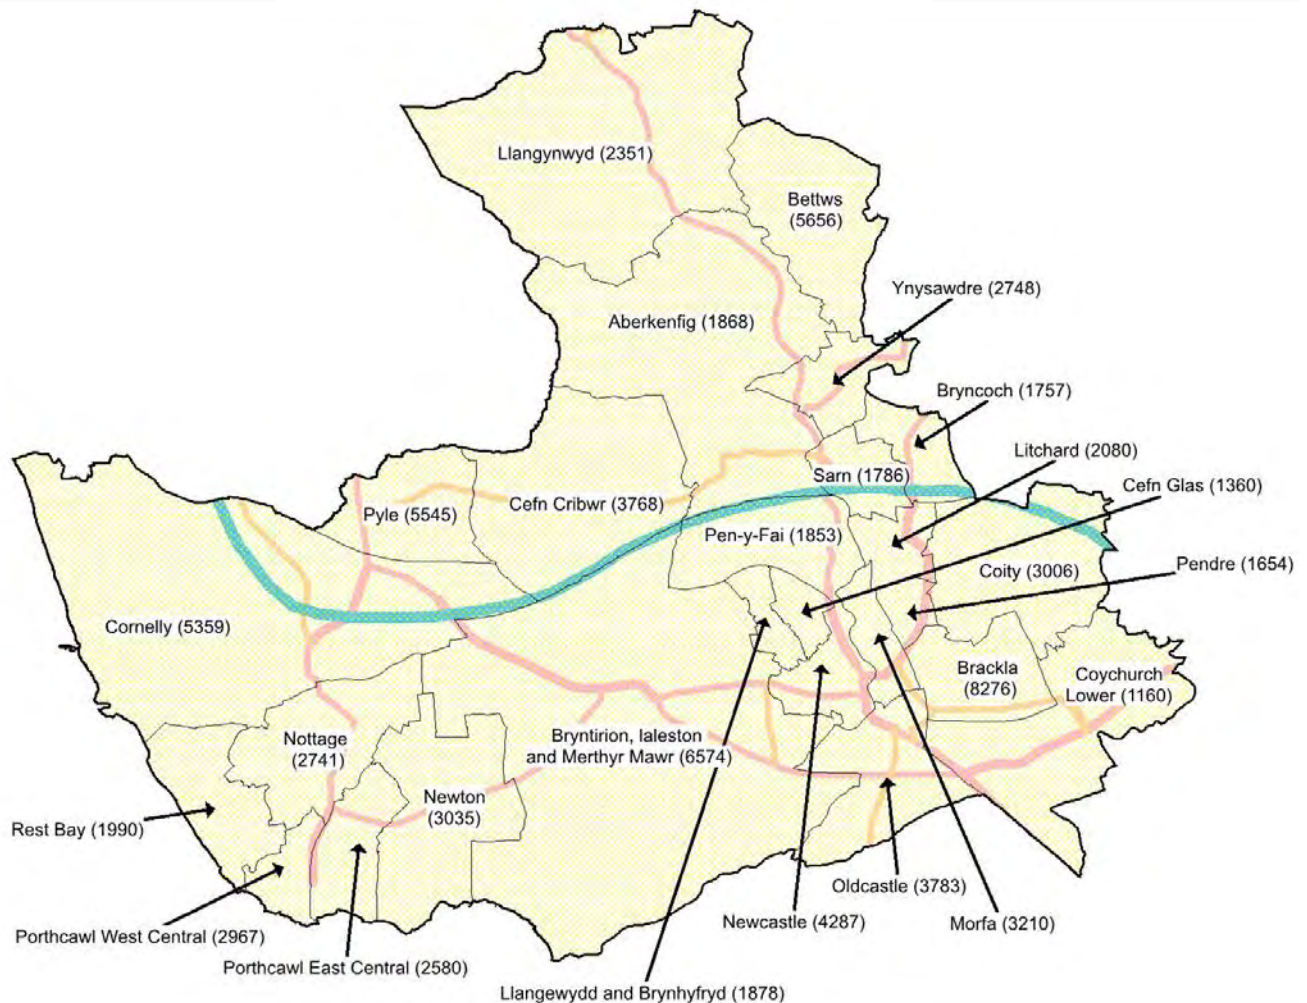 Llangynwyd (2351)
Bettws
(5656)
Ynysawdre (2748)
Aberkenfig (1868)
Bryncoch (1757)
Litchard (2080)
Sarn (1786)
Cefn Glas (1360)
Cefn Cribwr (3768)
Pyle (5545)
Pen-y-Fai (1853)
Pendre (1654)
Coity (3006)
Cornelly (5359)
Brackla
(8276)
Coychurch
Lower (1160)
Nottage
(2741)
Bryntirion, laleston
and Merthyr Mawr (6574)
Newton
(3035)
Rest Bay (1990)
Oldcastle (3783)
Newcastle (4287)
Morfa (3210)
Porthcawl West Central (2967)
Porthcawl East Central (2580)
Llangewydd and Brynhyfryd (1878)